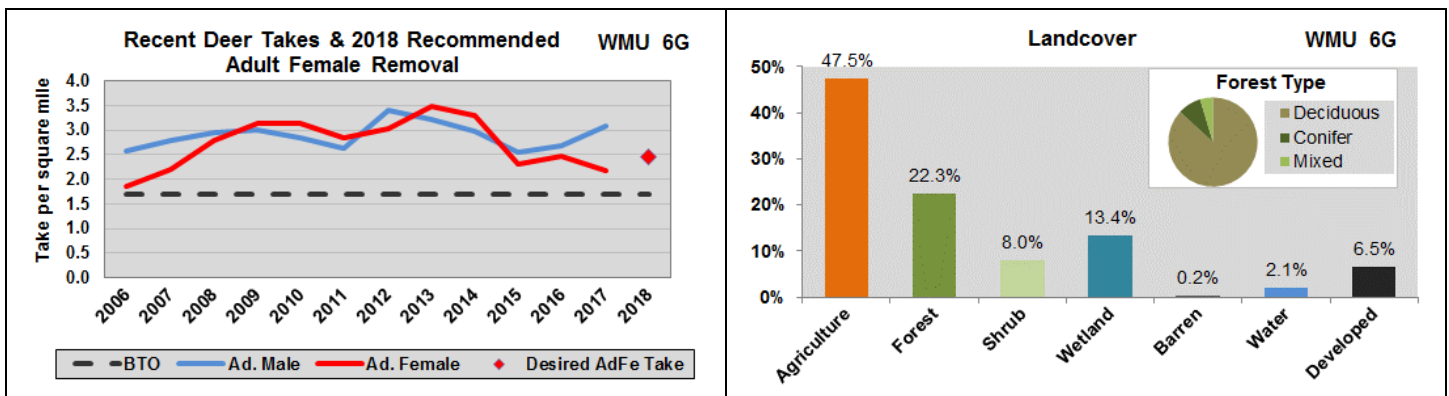 Recent Deer Takes & 2018 Recommended
Adult Female Removal
WMU 6G
Take per square mile
4.0
3.5
3.0
2.5
2.0
1.5
1.0
0.5
0.0
2006 2007 2008 2009 2010 2011 2012 2013 2014 2015 2016 2017 2018
BTO Ad. Male Ad. Female Desired AdFe Take
Landcover
WMU 6G
50%
40%
30%
20%
10%
0%
47.5%
22.3%
8.0%
13.4%
0.2%
2.1%
6.5%
Forest Type
Deciduous
Conifer
Mixed
Agriculture Forest Shrub Wetland Barren Water Developed